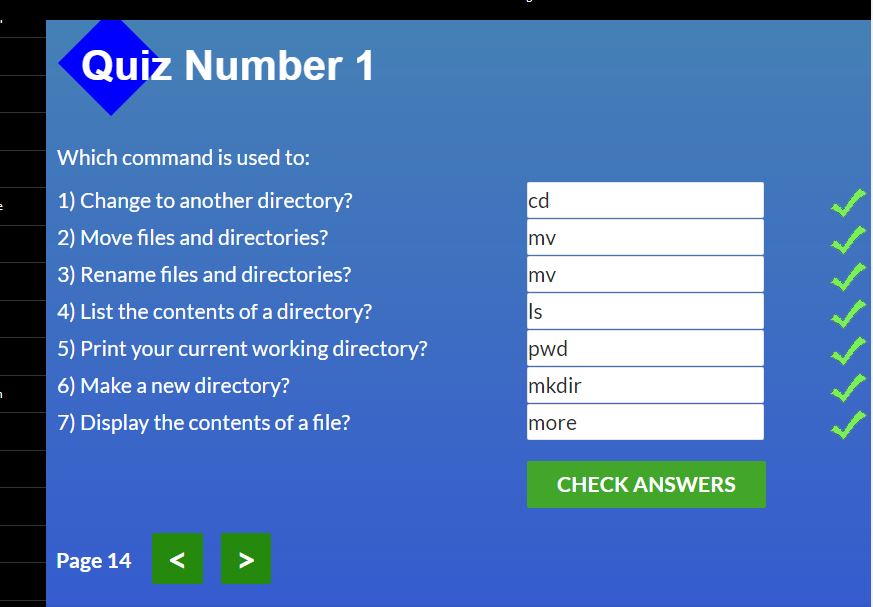 Quiz Number 1
Which command is used to:
1) Change to another directory? cd
2) Move files and directories? mv
3) Rename files and directories? mv
4) List the contents of a directory? ls
5) Print your current working directory? pwd
6) Make a new directory? mkdir
7) Display the contents of a file? more
CHECK ANSWERS
Page 14 < >